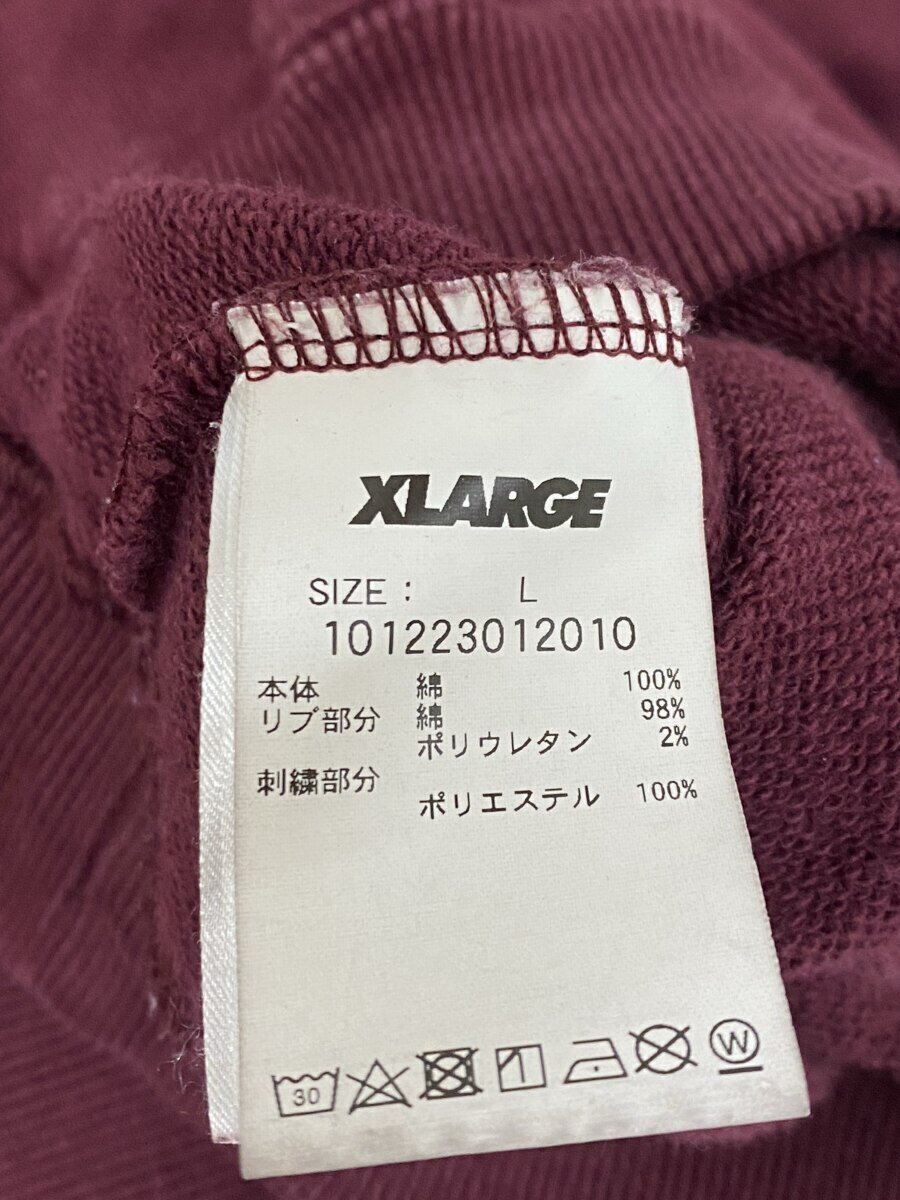 XLARGE
SIZE : L
101223012010
本体 綿 100%
リブ部分 綿 98%
ポリウレタン 2%
刺繍部分
ポリエステル 100%
30
W